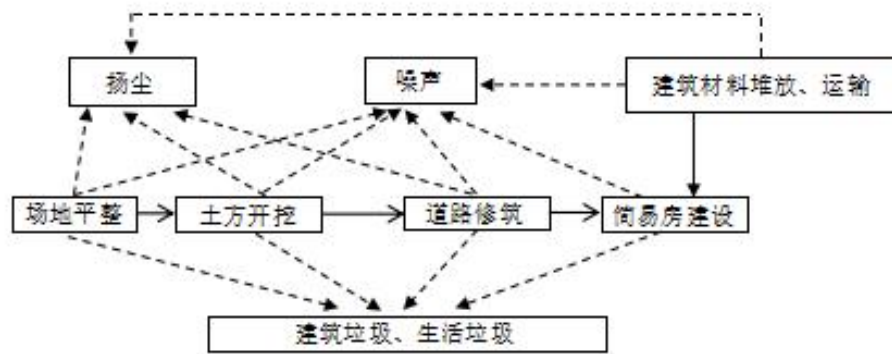 扬尘
噪声
建筑材料堆放、运输
场地平整
土方开挖
道路修筑
简易房建设
建筑垃圾、生活垃圾